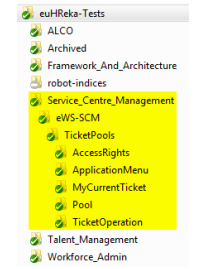 euHReka-Tests
ALCO
Archived
Framework_And_Architecture
robot-indices
Service_Centre_Management
eWS-SCM
TicketPools
AccessRights
ApplicationMenu
MyCurrentTicket
Pool
TicketOperation
Talent_Management
Workforce_Admin